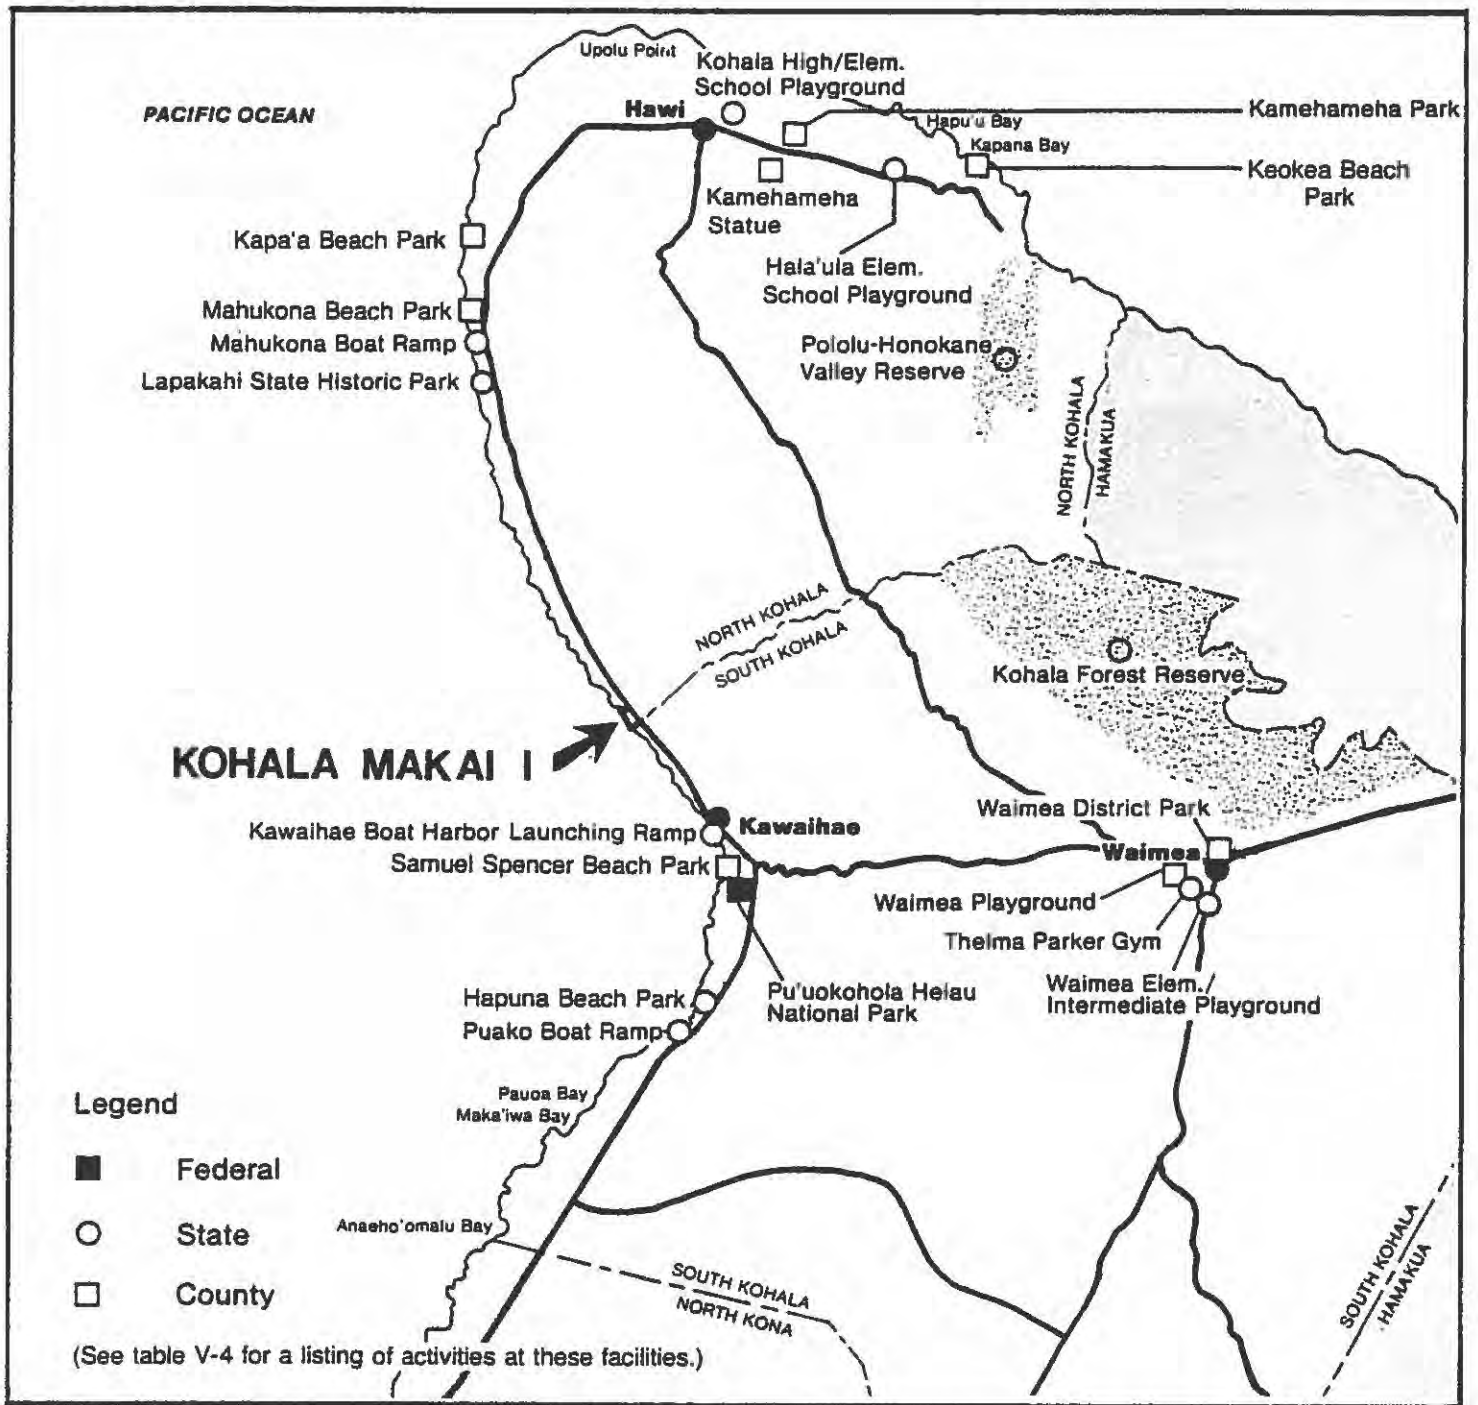 Upolu Point
Kohala High/Elem.
School Playground
PACIFIC OCEAN
Hawi
Kamehameha Park
Hapu'u Bay
Kapana Bay
Keokea Beach
Park
Kamehameha
Statue
Kapa'a Beach Park
Hala'ula Elem.
School Playground
Mahukona Beach Park
Mahukona Boat Ramp
Pololu-Honokane
Valley Reserve
Lapakahi State Historic Park
NORTH KOHALA
HAMAKUA
NORTH KOHALA
SOUTH KOHALA
Kohala Forest Reserve
KOHALA MAKAI I
Waimea District Park
Kawaihae Boat Harbor Launching Ramp
Kawaihae
Waimea
Samuel Spencer Beach Park
Waimea Playground
Thelma Parker Gym
Waimea Elem./
Intermediate Playground
Pu'uokohola Heiau
National Park
Hapuna Beach Park
Puako Boat Ramp
Pauoa Bay
Maka'iwa Bay
Legend
Federal
State
County
Anaeho'omalu Bay
SOUTH KOHALA
NORTH KONA
SOUTH KOHALA
HAMAKUA
(See table V-4 for a listing of activities at these facilities.)